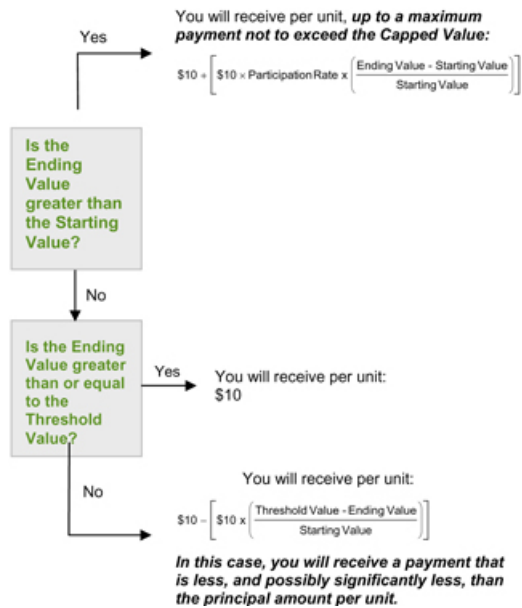 You will receive per unit, up to a maximum
payment not to exceed the Capped Value:
Yes
$10 + [ $10 × Participation Rate x ( Ending Value - Starting Value / Starting Value ) ]
Is the
Ending
Value
greater than
the Starting
Value?
No
Is the Ending
Value greater
than or equal
to the
Threshold
Value?
Yes
You will receive per unit:
$10
No
You will receive per unit:
$10 − [ $10 x ( Threshold Value - Ending Value / Starting Value ) ]
In this case, you will receive a payment that
is less, and possibly significantly less, than
the principal amount per unit.